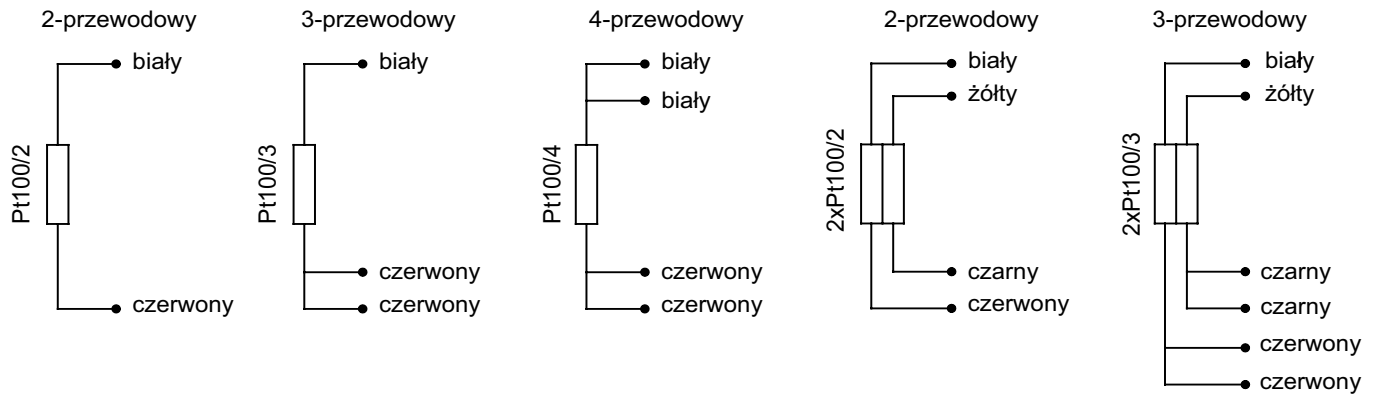 2-przewodowy
biały
Pt100/2
czerwony
3-przewodowy
biały
Pt100/3
czerwony
czerwony
4-przewodowy
biały
biały
Pt100/4
czerwony
czerwony
2-przewodowy
biały
żółty
2xPt100/2
czarny
czerwony
3-przewodowy
biały
żółty
2xPt100/3
czarny
czarny
czerwony
czerwony